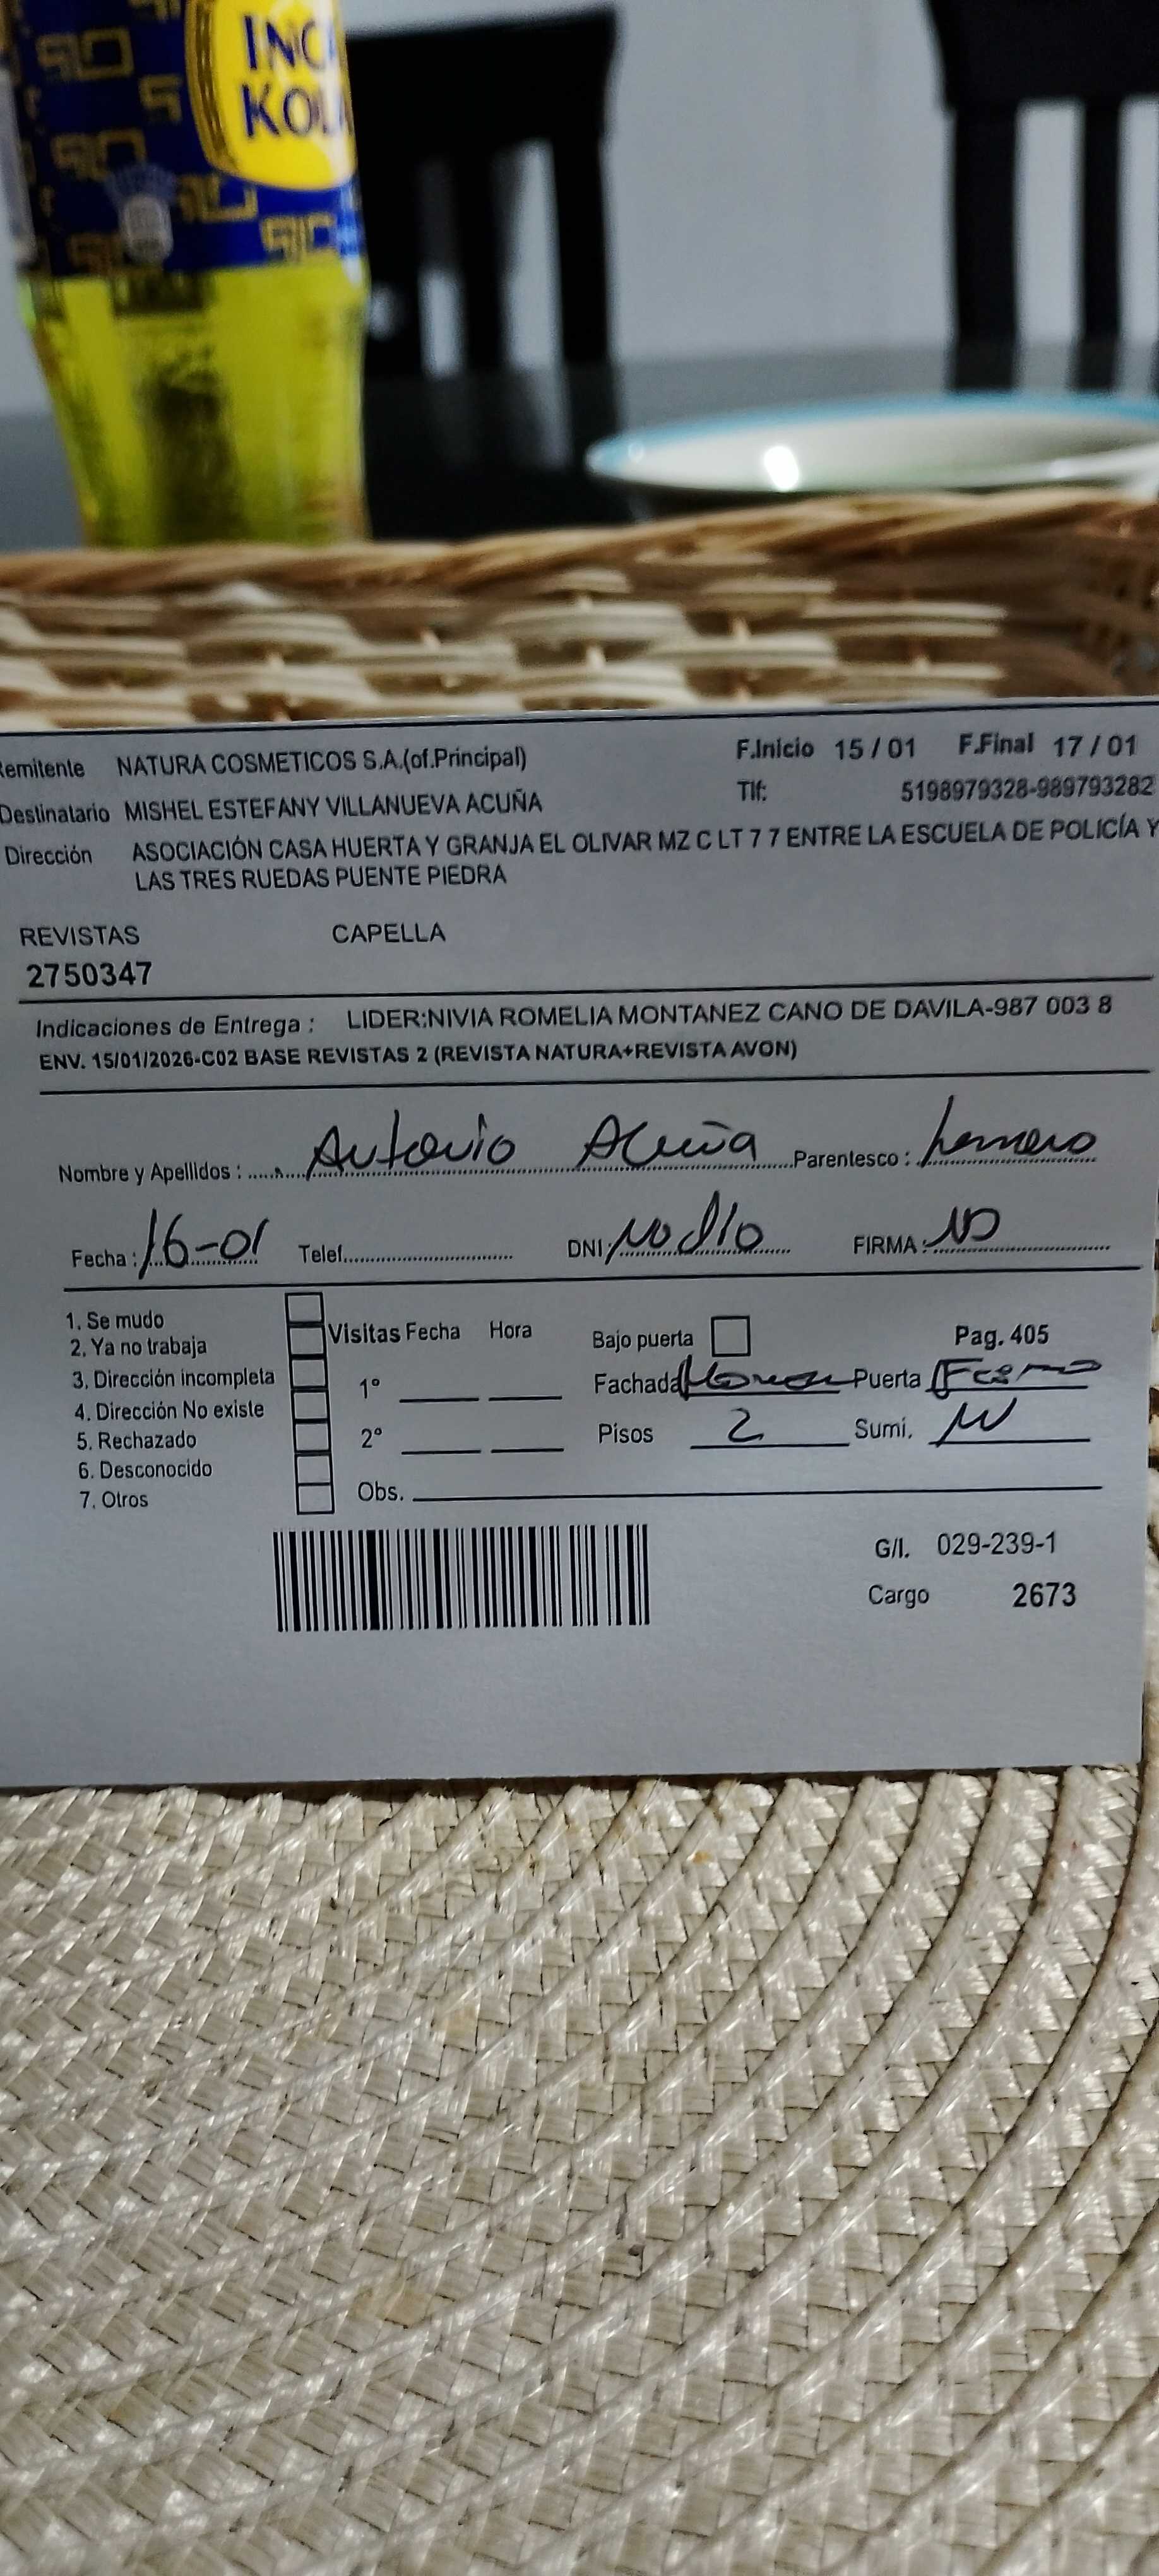 INCA
KOLA
Remitente NATURA COSMETICOS S.A.(of.Principal) F.Inicio 15 / 01 F.Final 17 / 01
Destinatario MISHEL ESTEFANY VILLANUEVA ACUÑA Tlf: 5198979328-989793282
Dirección ASOCIACIÓN CASA HUERTA Y GRANJA EL OLIVAR MZ C LT 7 7 ENTRE LA ESCUELA DE POLICÍA Y
LAS TRES RUEDAS PUENTE PIEDRA
REVISTAS CAPELLA
2750347
Indicaciones de Entrega : LIDER:NIVIA ROMELIA MONTANEZ CANO DE DAVILA-987 003 8
ENV. 15/01/2026-C02 BASE REVISTAS 2 (REVISTA NATURA+REVISTA AVON)
Nombre y Apellidos : Antonio Acuña Parentesco :
Fecha : 16-01 Telef. DNI: No dio FIRMA: ND
1. Se mudo
2. Ya no trabaja Visitas Fecha Hora Bajo puerta Pag. 405
3. Dirección incompleta 1° Fachada Puerta
4. Dirección No existe
5. Rechazado 2° Pisos 2 Sumi.
6. Desconocido
7. Otros Obs.
G/I. 029-239-1
Cargo 2673